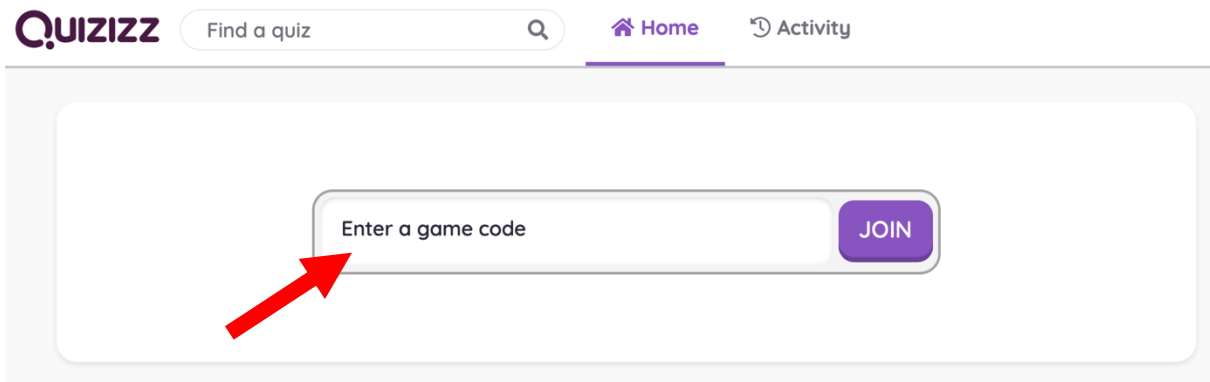 QUIZIZZ Find a quiz Home Activity
Enter a game code JOIN